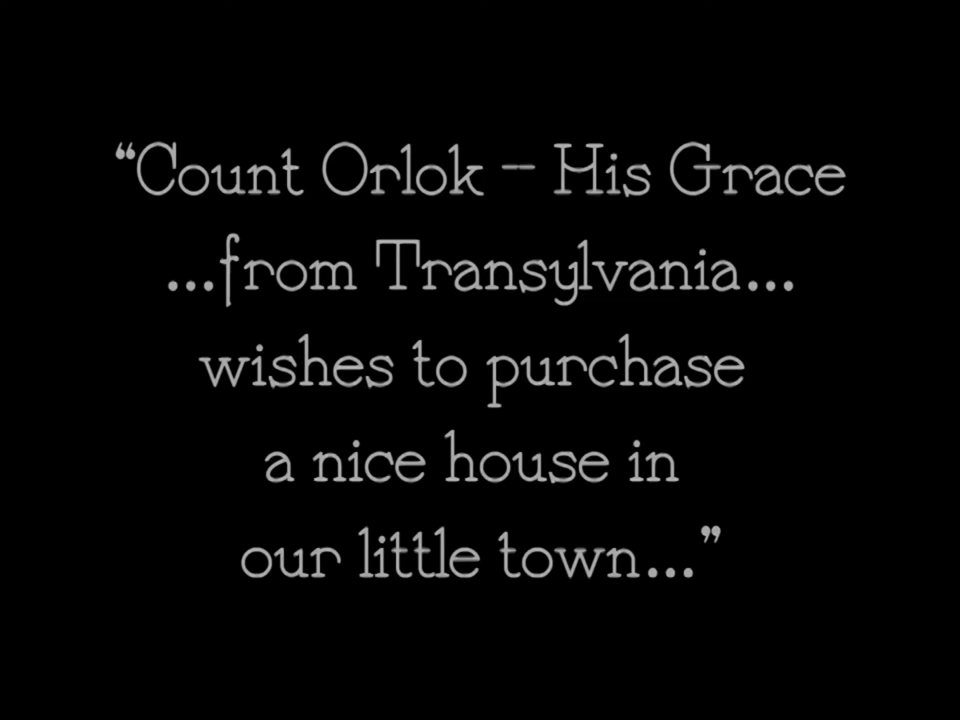 “Count Orlok -- His Grace
...from Transylvania...
wishes to purchase
a nice house in
our little town...”